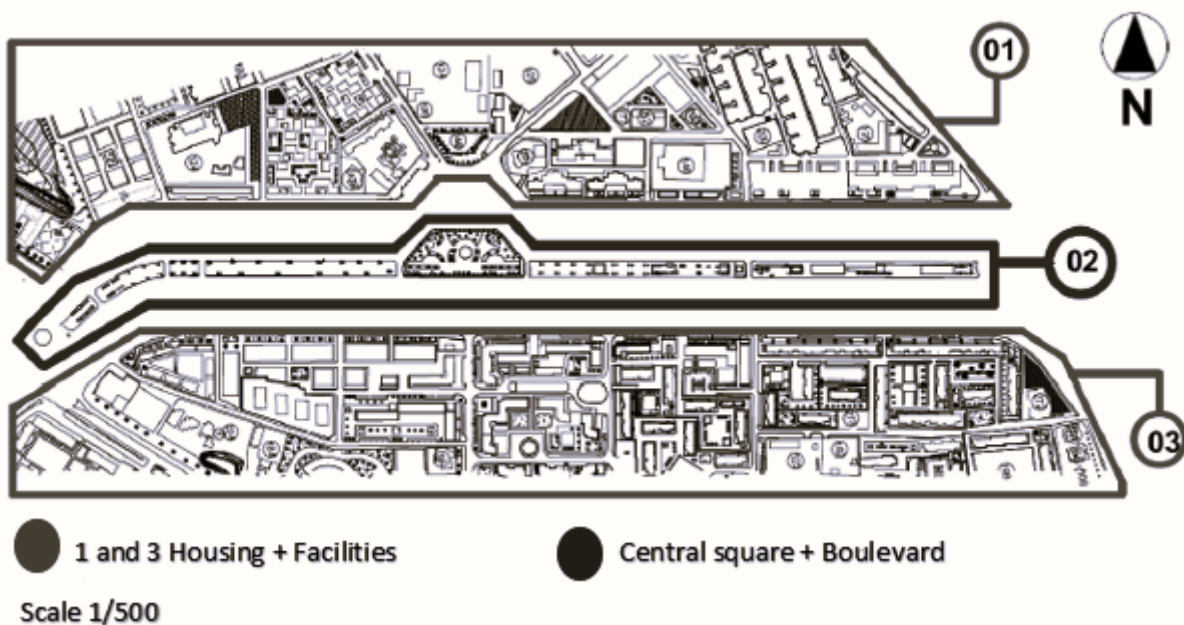 01
N
02
03
1 and 3 Housing + Facilities
Central square + Boulevard
Scale 1/500